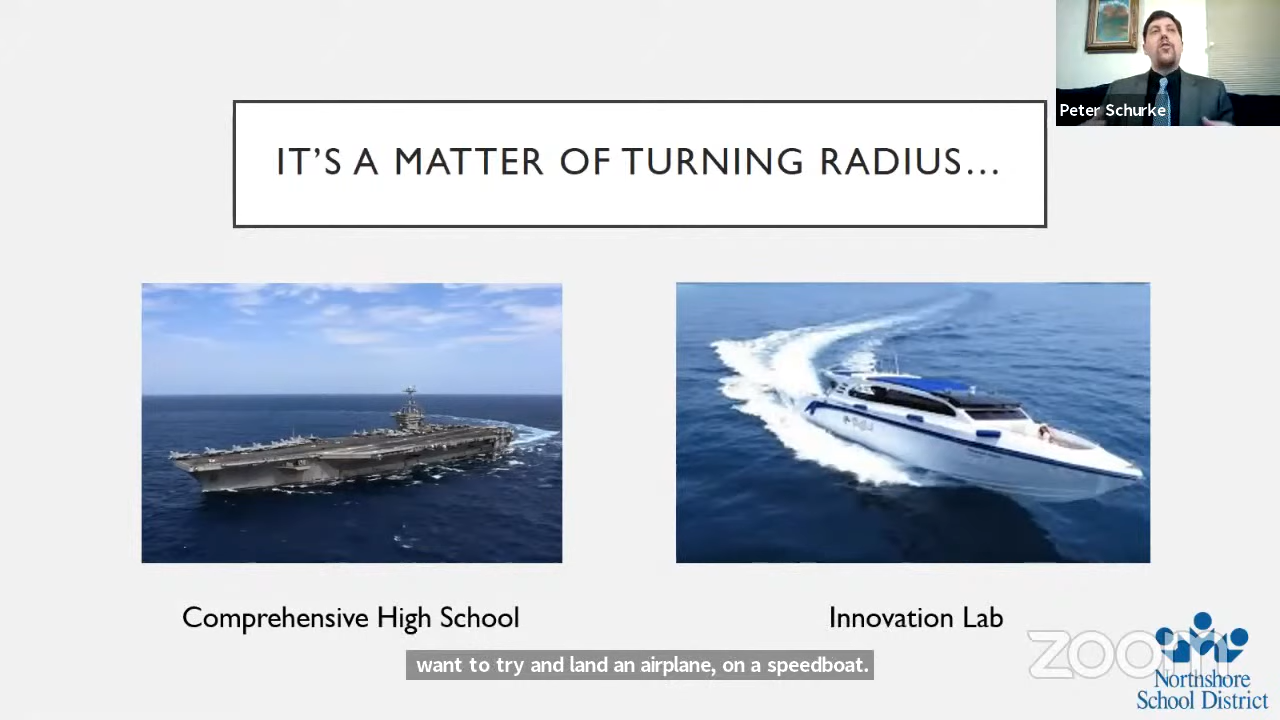 Peter Schurke
IT'S A MATTER OF TURNING RADIUS...
Comprehensive High School
Innovation Lab
want to try and land an airplane, on a speedboat.
zoom
Northshore
School District